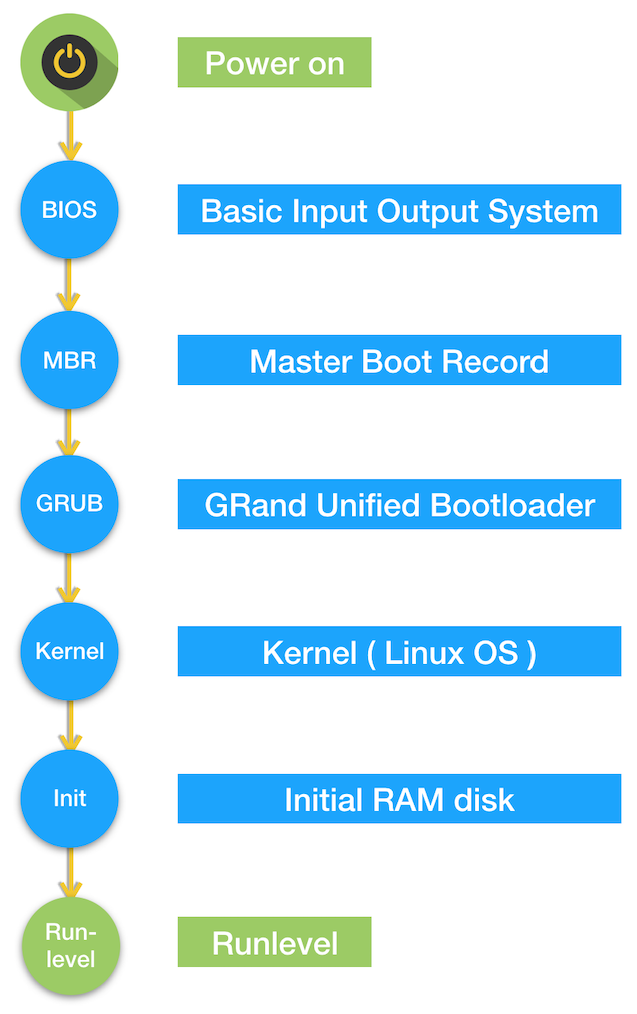 Power on
BIOS
Basic Input Output System
MBR
Master Boot Record
GRUB
GRand Unified Bootloader
Kernel
Kernel ( Linux OS )
Init
Initial RAM disk
Run-
level
Runlevel